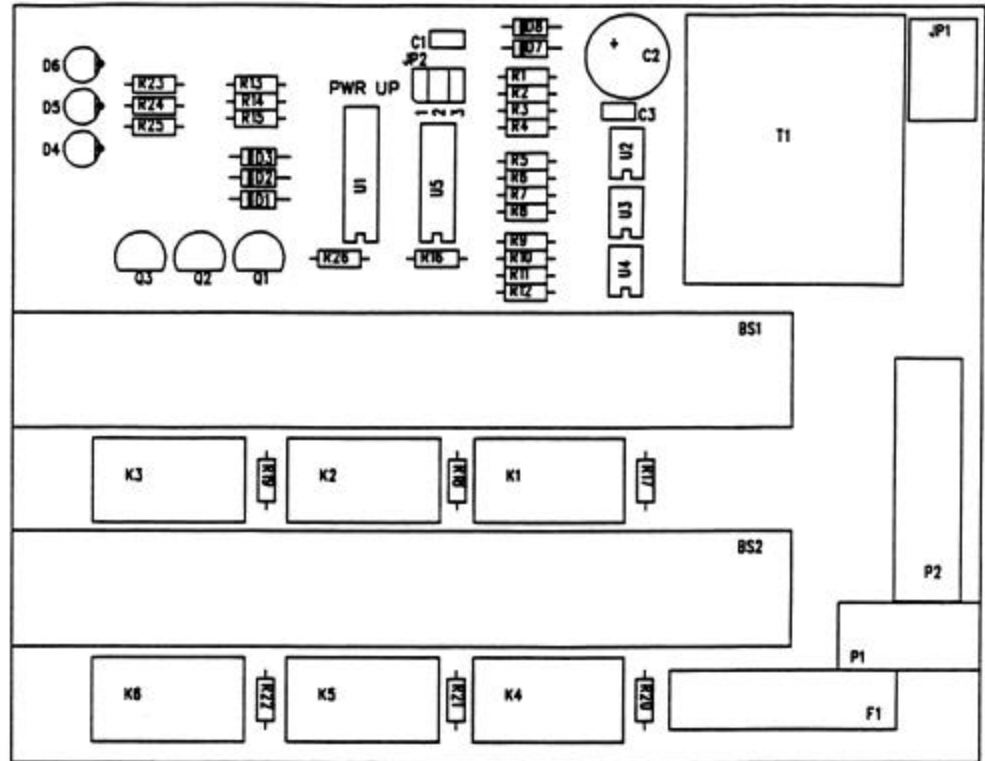 D8
D7
C1
JP2
C2
+
JP1
D6
D5
D4
R23
R24
R25
R13
R14
R15
PWR UP
1 2 3
R1
R2
R3
R4
C3
T1
D3
D2
D1
U1
U5
R5
R6
R7
R8
U2
U3
U4
Q3
Q2
Q1
R26
R16
R9
R10
R11
R12
BS1
K3
R19
K2
R18
K1
R17
BS2
P2
P1
K6
R22
K5
R21
K4
R20
F1